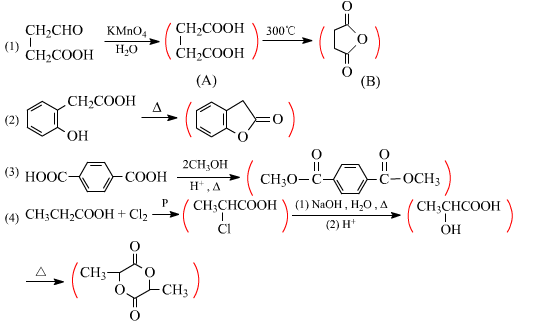 CH₂CHO KMnO₄ CH₂COOH 300℃ O
(1) CH₂COOH H₂O CH₂COOH O
O
(A) (B)
(2) CH₂COOH Δ O
OH O
(3) HOOC COOH 2CH₃OH CH₃O-C O C-OCH₃ O
H⁺,Δ
(4) CH₃CH₂COOH + Cl₂ P CH₃CHCOOH (1) NaOH, H₂O, Δ CH₃CHCOOH
Cl (2) H⁺ OH
△ CH₃ O O
O CH₃
O